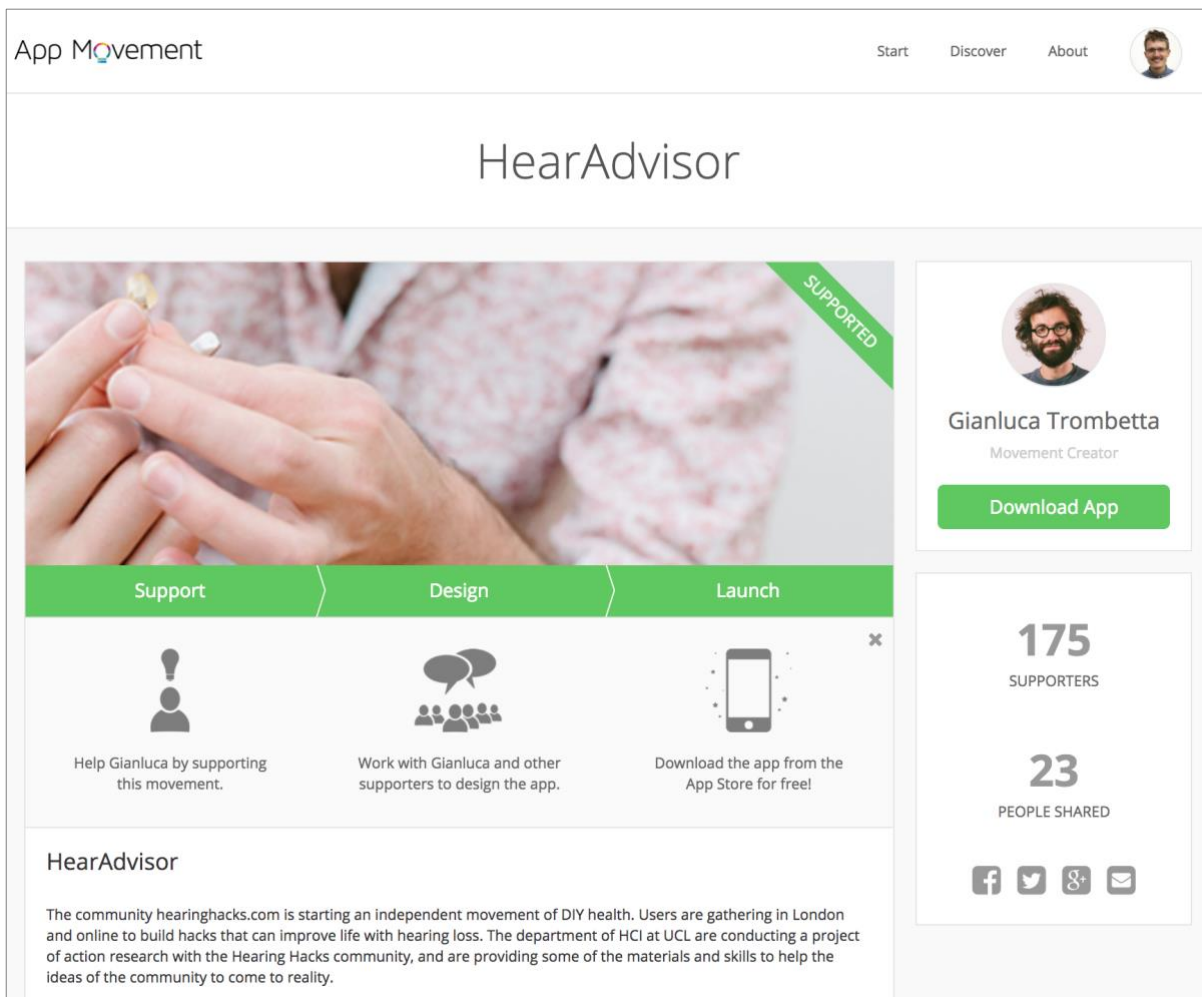 App Movement
Start Discover About
HearAdvisor
SUPPORTED
Gianluca Trombetta
Movement Creator
Download App
Support Design Launch
Help Gianluca by supporting
this movement.
Work with Gianluca and other
supporters to design the app.
Download the app from the
App Store for free!
175
SUPPORTERS
23
PEOPLE SHARED
HearAdvisor
The community hearinghacks.com is starting an independent movement of DIY health. Users are gathering in London
and online to build hacks that can improve life with hearing loss. The department of HCI at UCL are conducting a project
of action research with the Hearing Hacks community, and are providing some of the materials and skills to help the
ideas of the community to come to reality.